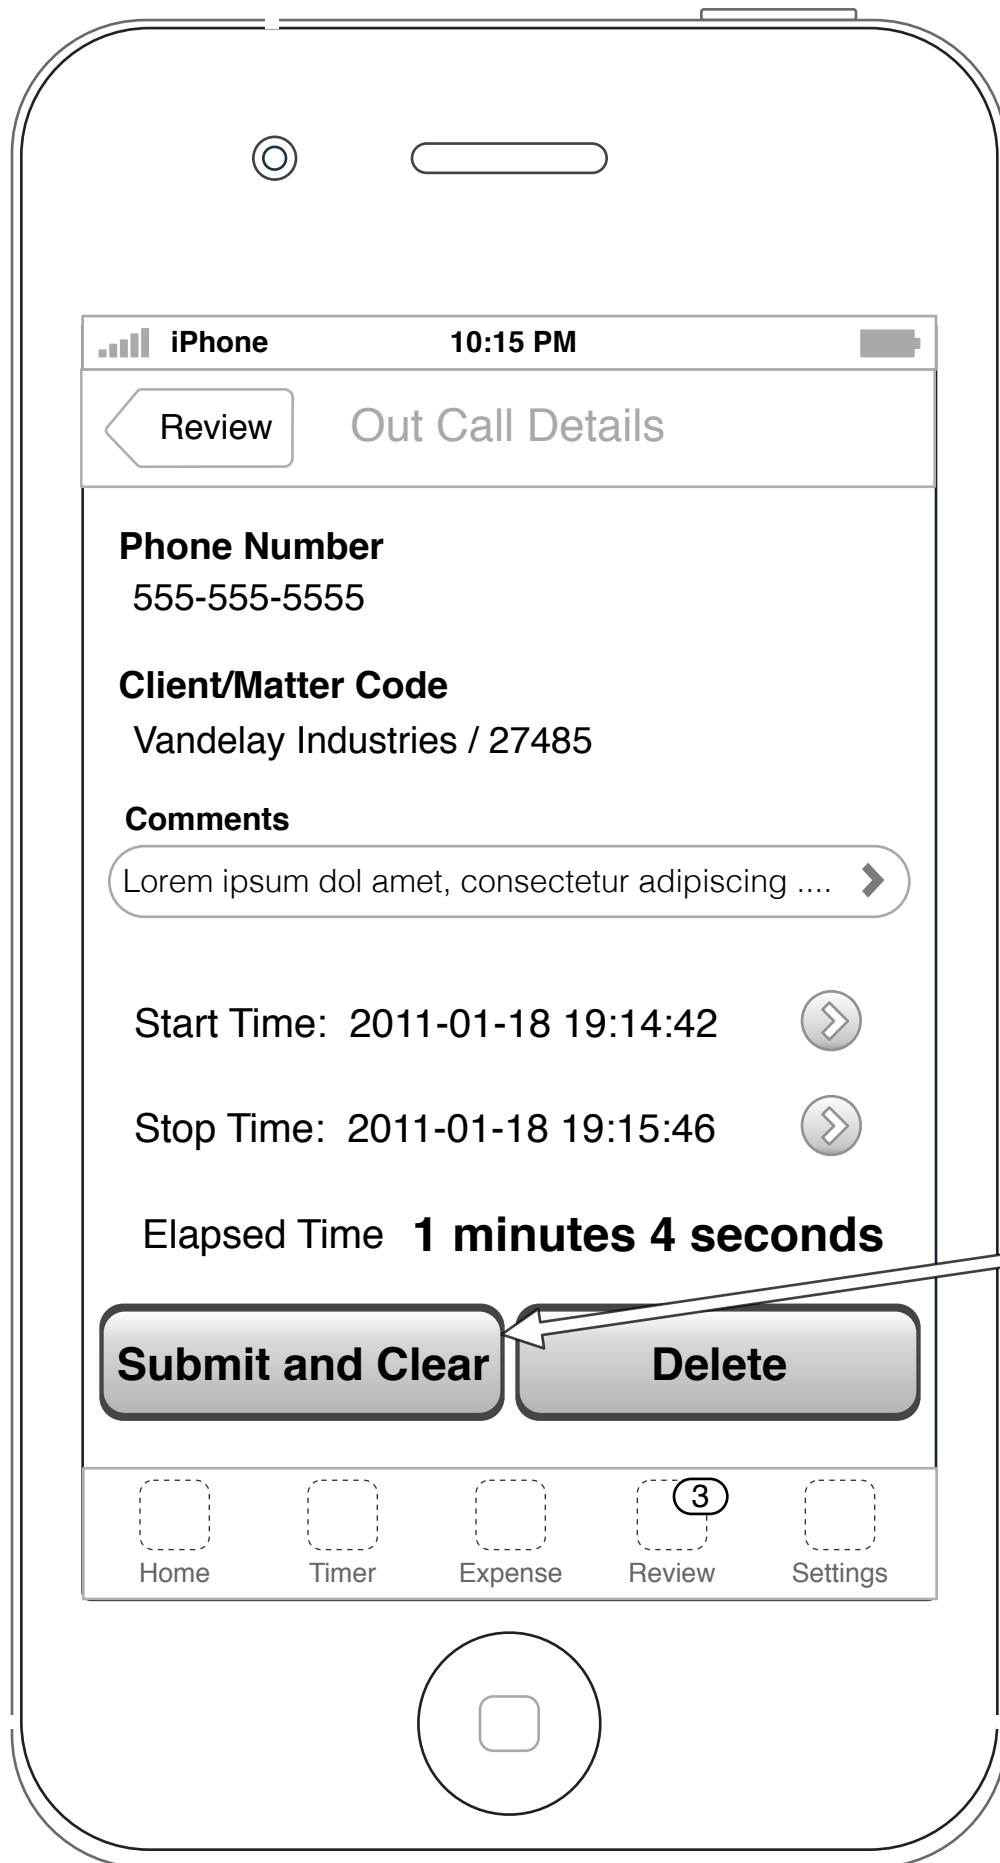 iPhone 10:15 PM
Review Out Call Details
Phone Number
555-555-5555
Client/Matter Code
Vandelay Industries / 27485
Comments
Lorem ipsum dol amet, consectetur adipiscing ....
Start Time: 2011-01-18 19:14:42
Stop Time: 2011-01-18 19:15:46
Elapsed Time 1 minutes 4 seconds
Submit and Clear Delete
3
Home Timer Expense Review Settings